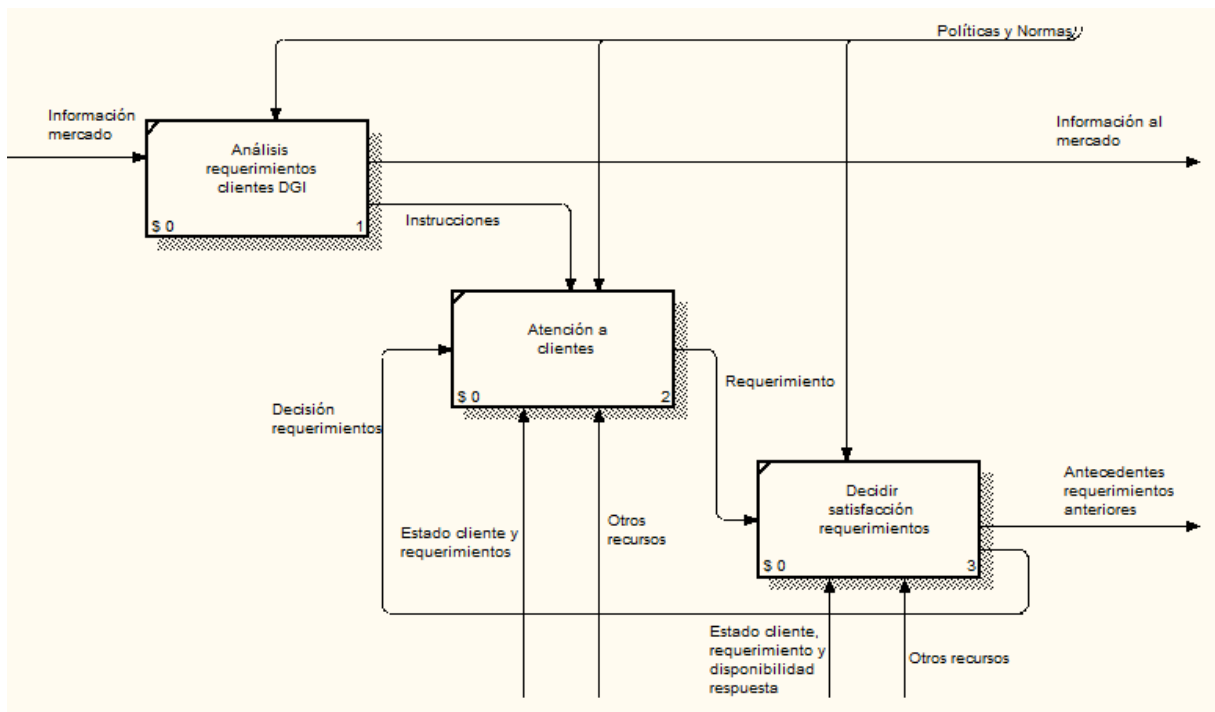 Políticas y Normas
Información
mercado
Análisis
requerimientos
clientes DGI
$ 0
1
Información al
mercado
Instrucciones
Atención a
clientes
$ 0
2
Requerimiento
Decisión
requerimientos
Decidir
satisfacción
requerimientos
$ 0
3
Antecedentes
requerimientos
anteriores
Estado cliente y
requerimientos
Otros
recursos
Estado cliente,
requerimiento y
disponibilidad
respuesta
Otros recursos